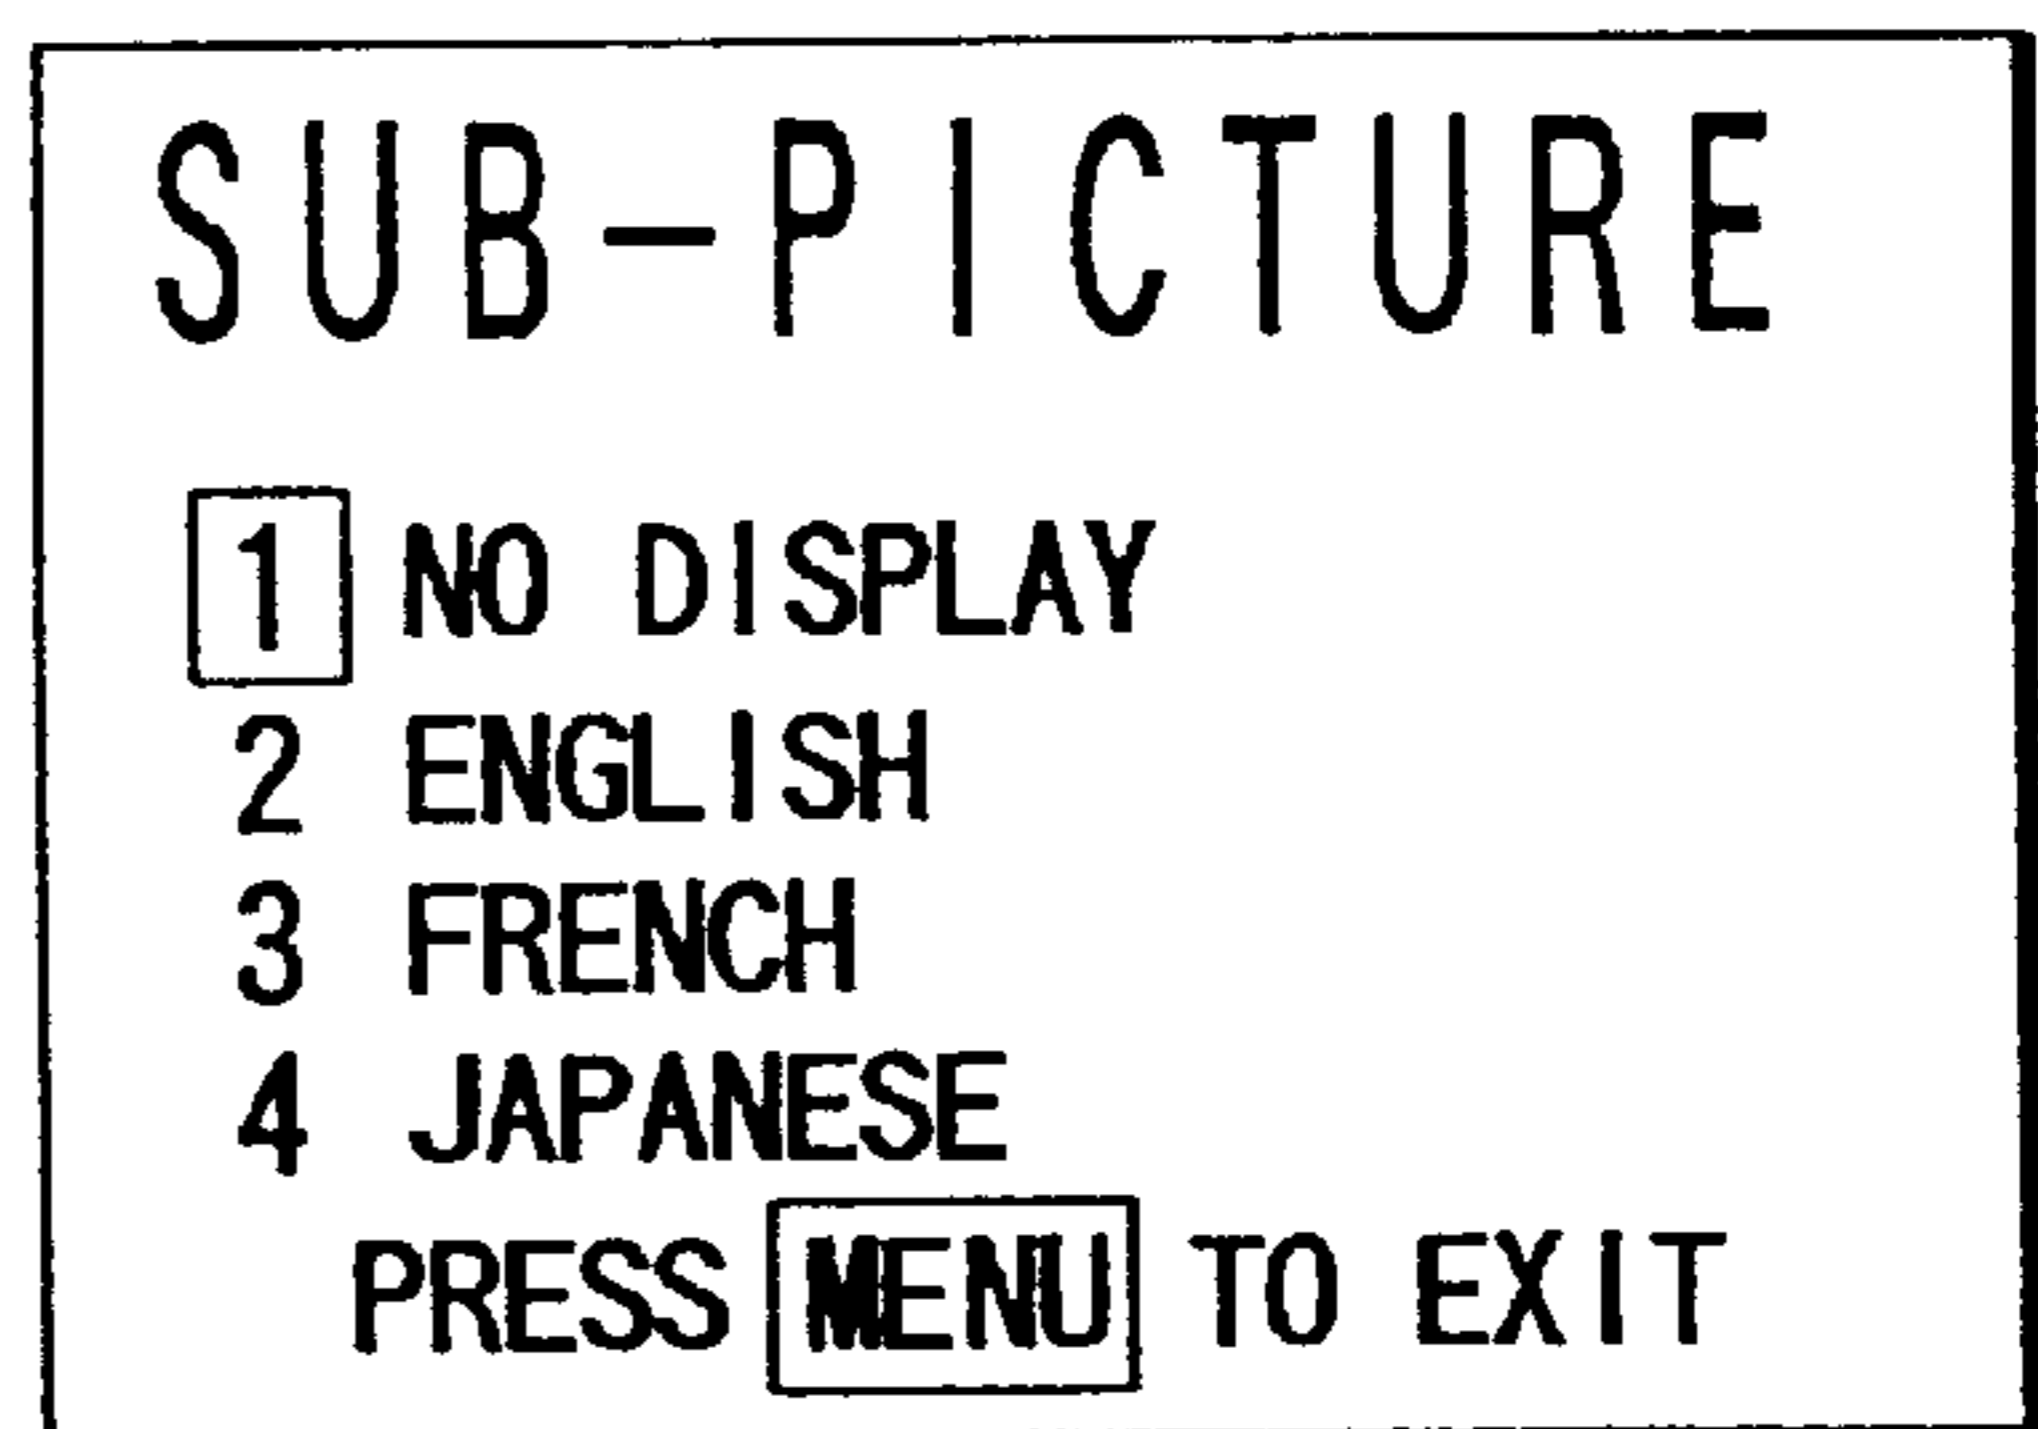 SUB-PICTURE
1 NO DISPLAY
2 ENGLISH
3 FRENCH
4 JAPANESE
PRESS MENU TO EXIT